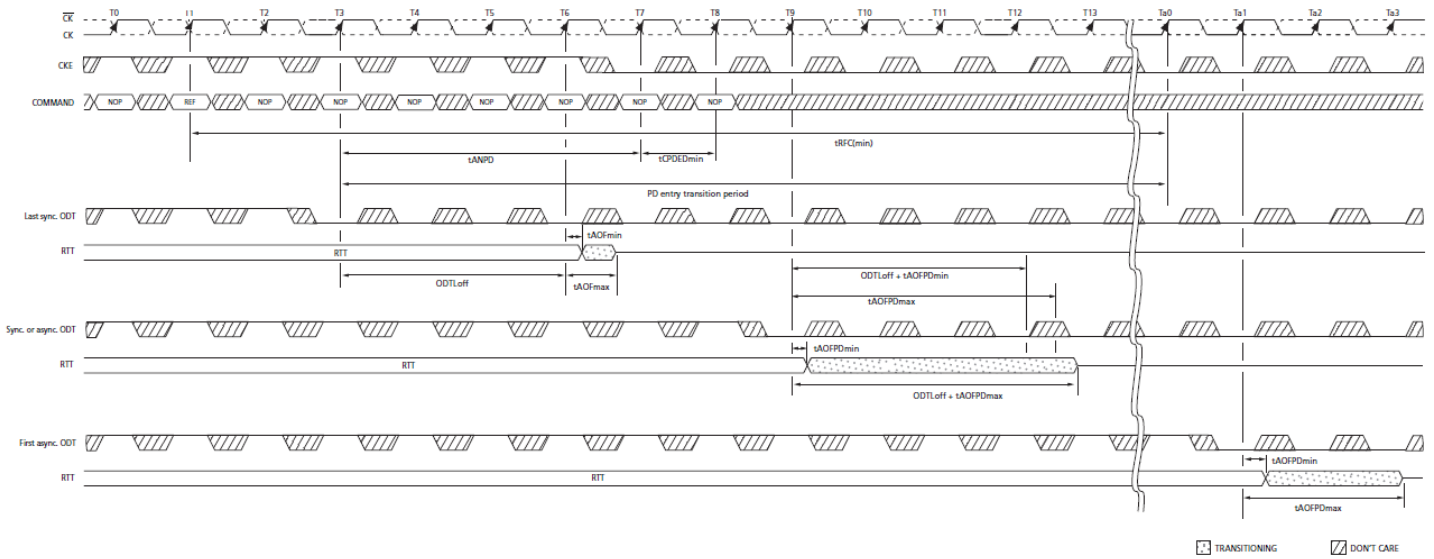 T0 T1 T2 T3 T4 T5 T6 T7 T8 T9 T10 T11 T12 T13 Ta0 Ta1 Ta2 Ta3
CK
CK
CKE
COMMAND NOP REF NOP NOP NOP NOP NOP NOP NOP
tRFC(min)
tANPD tCPDEDmin
PD entry transition period
Last sync. ODT
tAOFmin
RTT RTT
ODTLoff tAOFmax
ODTLoff + tAOFPDmin
tAOFPDmax
Sync. or async. ODT
tAOFPDmin
RTT RTT
ODTLoff + tAOFPDmax
First async. ODT
tAOFPDmin
RTT RTT
tAOFPDmax
TRANSITIONING DON'T CARE